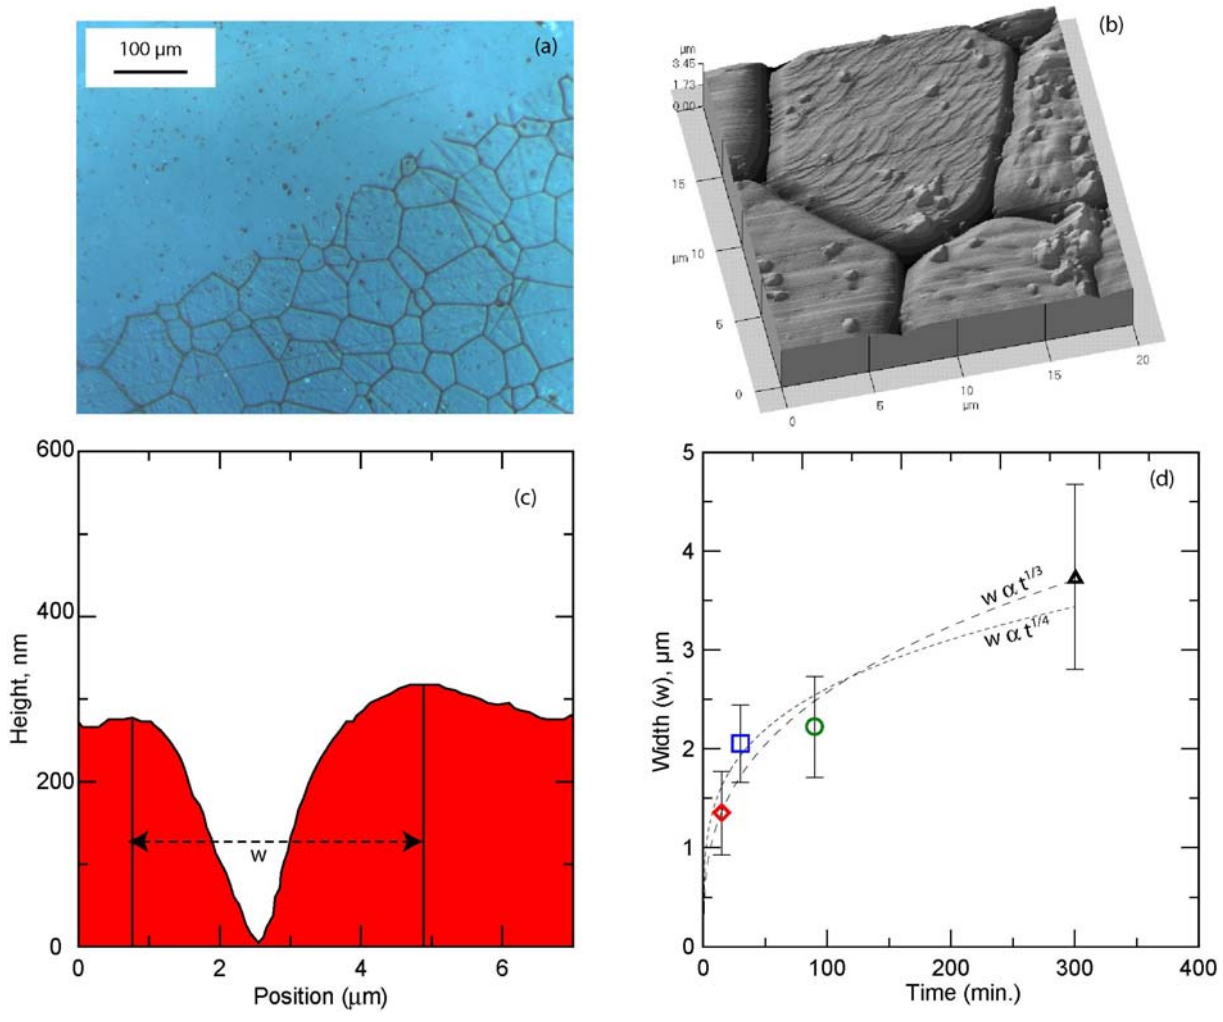 100 µm
(a)
(b)
µm
3.45
1.73
0.00
15
10
µm
5
0
0
5
10
15
20
µm
600
400
200
0
Height, nm
(c)
w
0
2
4
6
Position (µm)
5
4
3
2
1
0
Width (w), µm
(d)
w α t^1/3
w α t^1/4
0
100
200
300
400
Time (min.)